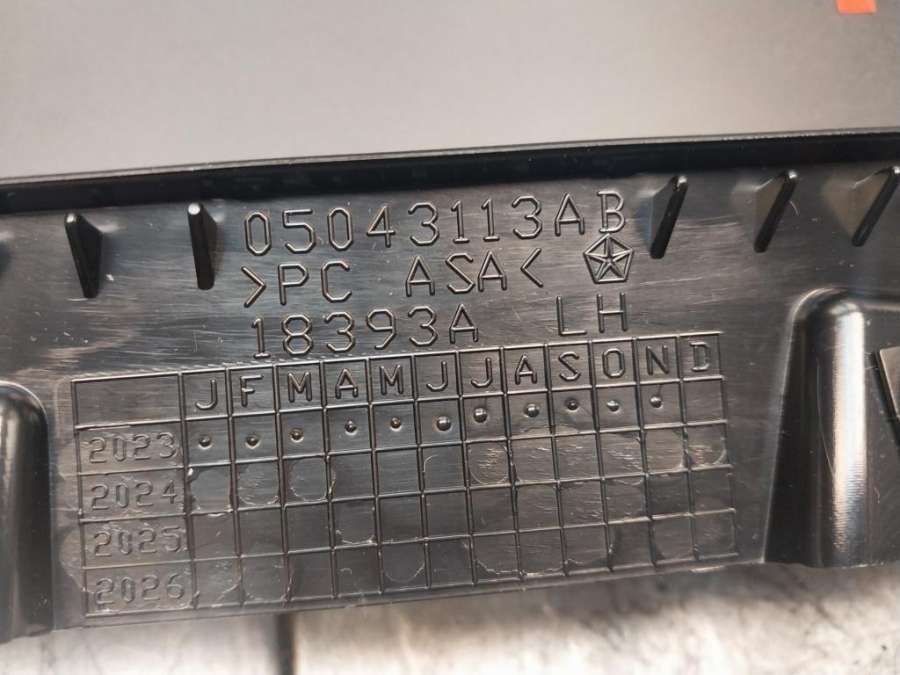 05043113AB
>PC ASA<
18393A LH
J F M A M J J A S O N D
2023
2024
2025
2026